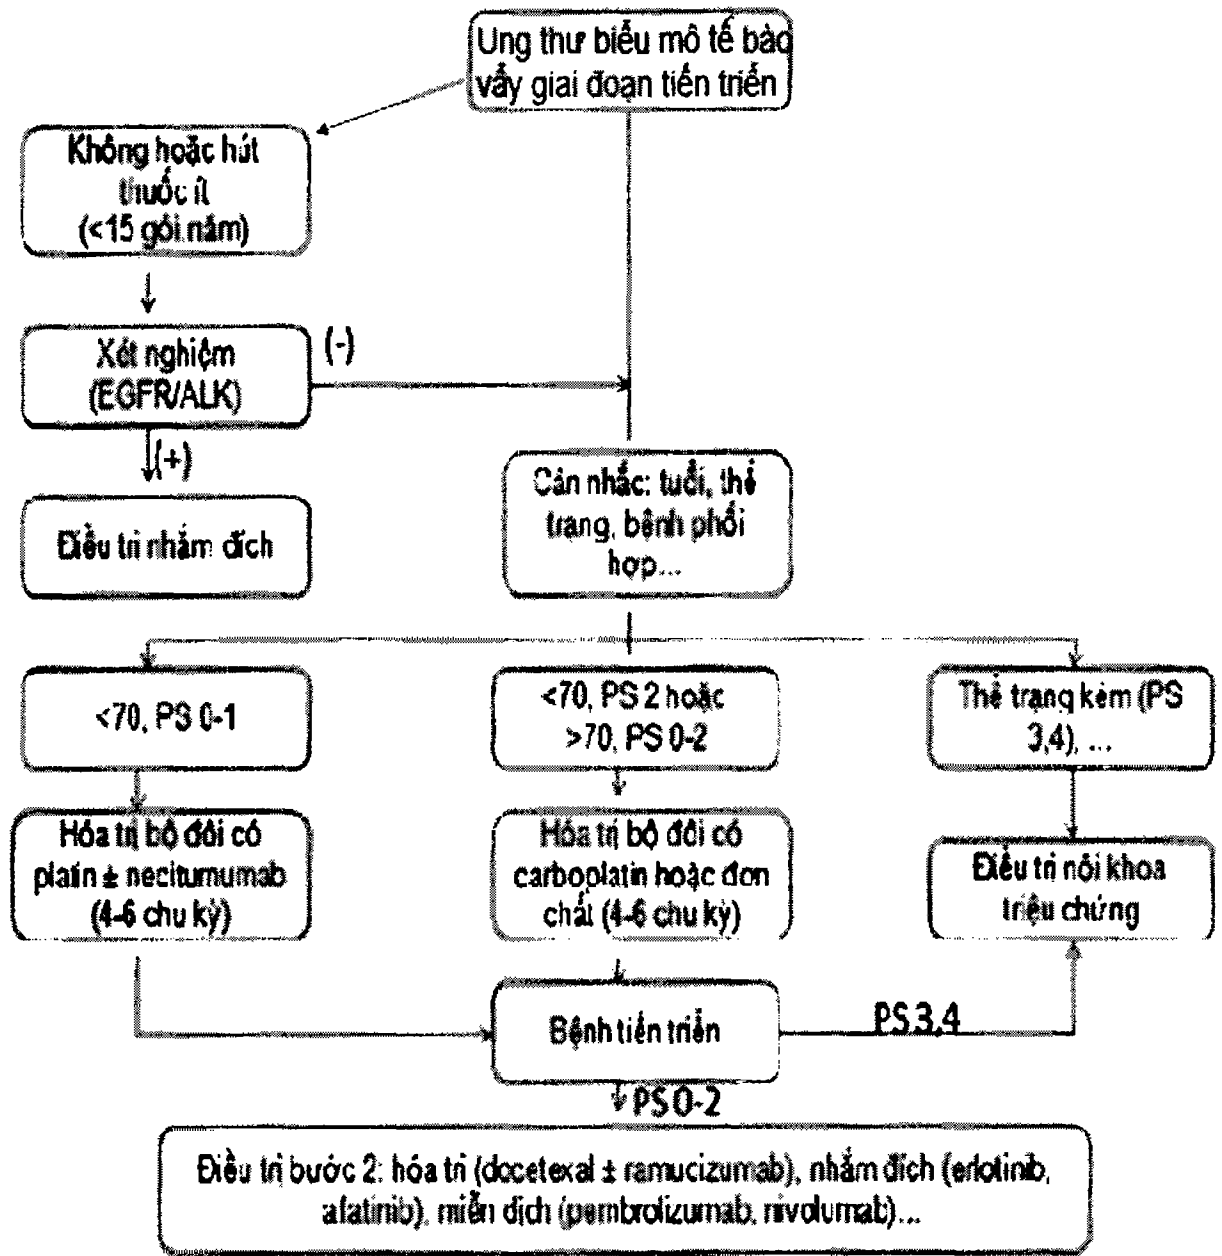 Ung thư biểu mô tế bào
vẩy giai đoạn tiến triển
Không hoặc hút
thuốc ít
(<15 gói.năm)
Xét nghiệm
(EGFR/ALK)
(-)
(+)
Điều trị nhắm đích
Cân nhắc: tuổi, thể
trạng, bệnh phối
hợp...
<70, PS 0-1
<70, PS 2 hoặc
>70, PS 0-2
Thể trạng kém (PS
3,4), ...
Hóa trị bộ đôi có
platin ± necitumumab
(4-6 chu kỳ)
Hóa trị bộ đôi có
carboplatin hoặc đơn
chất (4-6 chu kỳ)
Điều trị nội khoa
triệu chứng
Bệnh tiến triển
PS 3,4
PS 0-2
Điều trị bước 2: hóa trị (docetexal ± ramucizumab), nhắm đích (erlotinib,
afatinib), miễn dịch (pembrolizumab, nivolumab)...